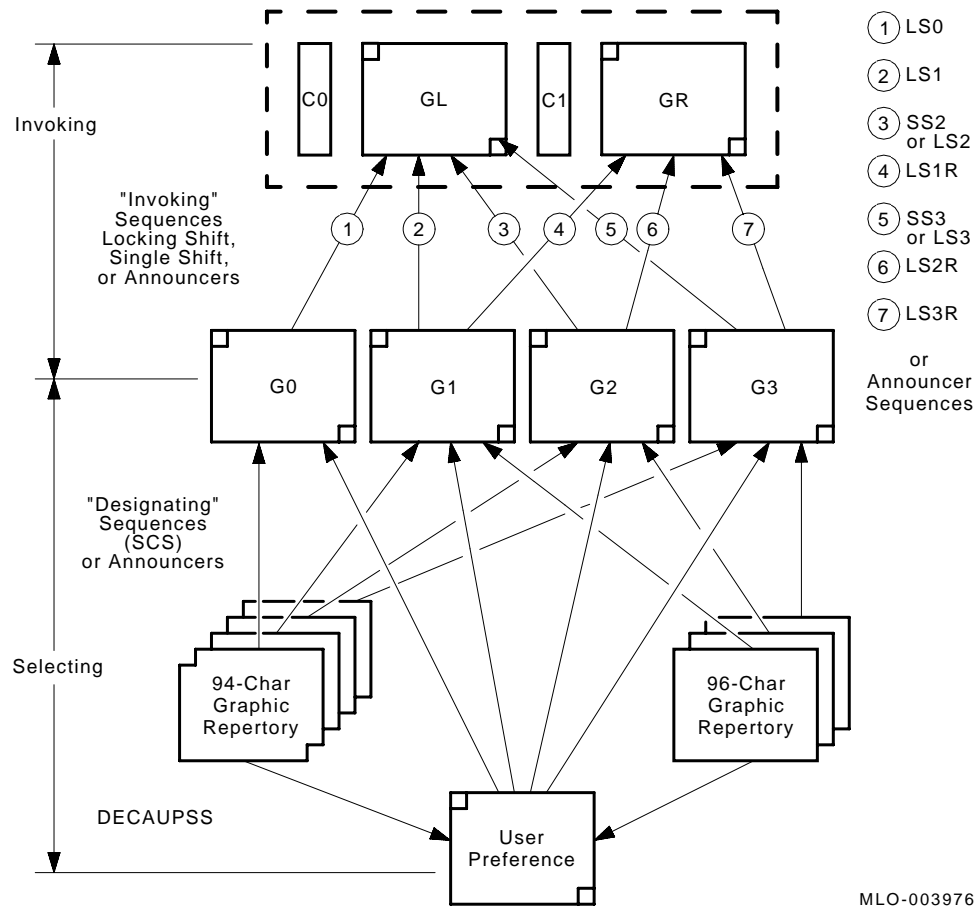 C0
GL
C1
GR
1 LS0
2 LS1
3 SS2
or LS2
4 LS1R
5 SS3
or LS3
6 LS2R
7 LS3R
or
Announcer
Sequences
Invoking
"Invoking"
Sequences
Locking Shift,
Single Shift,
or Announcers
1 2 3 4 5 6 7
G0 G1 G2 G3
"Designating"
Sequences
(SCS)
or Announcers
Selecting
94-Char
Graphic
Repertory
96-Char
Graphic
Repertory
DECAUPSS
User
Preference
MLO-003976